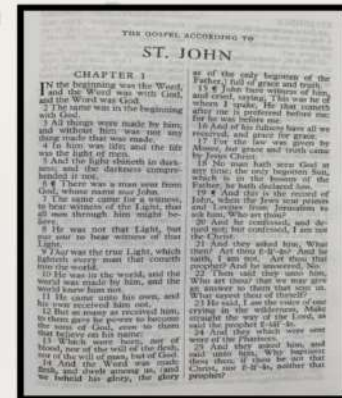 THE GOSPEL ACCORDING TO
ST. JOHN
CHAPTER 1
IN the beginning was the Word,
and the Word was with God,
and the Word was God.
2 The same was in the beginning
with God.
3 All things were made by him;
and without him was not any
thing made that was made.
4 In him was life; and the life
was the light of men.
5 And the light shineth in dark-
ness; and the darkness compre-
hended it not.
6 ¶ There was a man sent from
God, whose name was John.
7 The same came for a witness,
to bear witness of the Light, that
all men through him might be-
lieve.
8 He was not that Light, but
was sent to bear witness of that
Light.
9 That was the true Light, which
lighteth every man that cometh
into the world.
10 He was in the world, and the
world was made by him, and the
world knew him not.
11 He came unto his own, and
his own received him not.
12 But as many as received him,
to them gave he power to become
the sons of God, even to them
that believe on his name:
13 Which were born, not of
blood, nor of the will of the flesh,
nor of the will of man, but of God.
14 And the Word was made
flesh, and dwelt among us, (and
we beheld his glory, the glory
as of the only begotten of the
Father,) full of grace and truth.
15 ¶ John bare witness of him,
and cried, saying, This was he of
whom I spake, He that cometh
after me is preferred before me:
for he was before me.
16 And of his fulness have all we
received, and grace for grace.
17 For the law was given by
Moses, but grace and truth came
by Jesus Christ.
18 No man hath seen God at
any time; the only begotten Son,
which is in the bosom of the
Father, he hath declared him.
19 ¶ And this is the record of
John, when the Jews sent priests
and Levites from Jerusalem to
ask him, Who art thou?
20 And he confessed, and de-
nied not; but confessed, I am not
the Christ.
21 And they asked him, What
then? Art thou E-li'-as? And he
saith, I am not. Art thou that
prophet? And he answered, No.
22 Then said they unto him,
Who art thou? that we may give
an answer to them that sent us.
What sayest thou of thyself?
23 He said, I am the voice of one
crying in the wilderness, Make
straight the way of the Lord, as
said the prophet E-sai'-as.
24 And they which were sent
were of the Pharisees.
25 And they asked him, and
said unto him, Why baptizest
thou then, if thou be not that
Christ, nor E-li'-as, neither that
prophet?